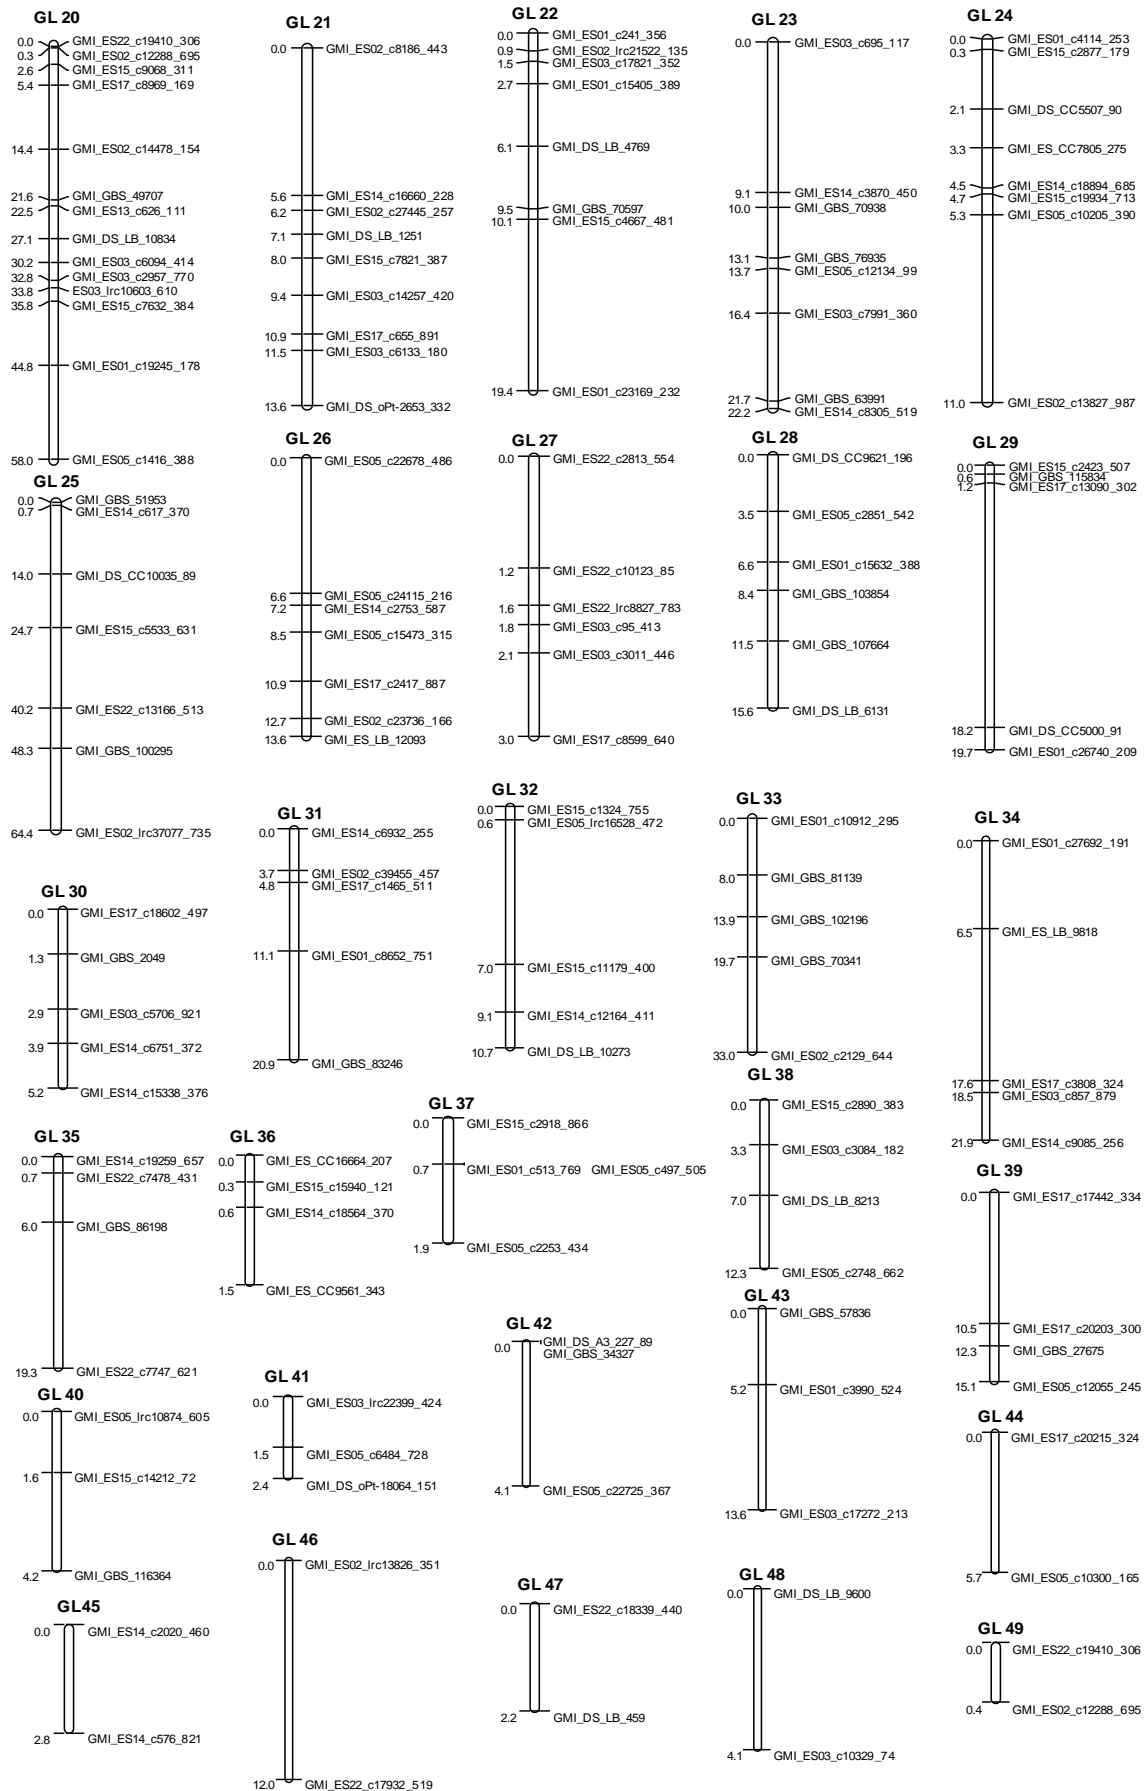 GL 20
0.0 GMI_ES22_c19410_306
0.3 GMI_ES02_c12288_695
2.6 GMI_ES15_c9068_311
5.4 GMI_ES17_c8969_169
14.4 GMI_ES02_c14478_154
21.6 GMI_GBS_49707
22.5 GMI_ES13_c626_111
27.1 GMI_DS_LB_10834
30.2 GMI_ES03_c6094_414
32.8 GMI_ES03_c2957_770
33.8 ES03_lrc10603_610
35.8 GMI_ES15_c7632_384
44.8 GMI_ES01_c19245_178
58.0 GMI_ES05_c1416_388
GL 21
0.0 GMI_ES02_c8186_443
5.6 GMI_ES14_c16660_228
6.2 GMI_ES02_c27445_257
7.1 GMI_DS_LB_1251
8.0 GMI_ES15_c7821_387
9.4 GMI_ES03_c14257_420
10.9 GMI_ES17_c655_891
11.5 GMI_ES03_c6133_180
13.6 GMI_DS_oPt-2653_332
GL 22
0.0 GMI_ES01_c241_356
0.9 GMI_ES02_lrc21522_135
1.5 GMI_ES03_c17821_352
2.7 GMI_ES01_c15405_389
6.1 GMI_DS_LB_4769
9.5 GMI_GBS_70597
10.1 GMI_ES15_c4667_481
19.4 GMI_ES01_c23169_232
GL 23
0.0 GMI_ES03_c695_117
9.1 GMI_ES14_c3870_450
10.0 GMI_GBS_70938
13.1 GMI_GBS_76935
13.7 GMI_ES05_c12134_99
16.4 GMI_ES03_c7991_360
21.7 GMI_GBS_63991
22.2 GMI_ES14_c8305_519
GL 24
0.0 GMI_ES01_c4114_253
0.3 GMI_ES15_c2877_179
2.1 GMI_DS_CC5507_90
3.3 GMI_ES_CC7805_275
4.5 GMI_ES14_c18894_685
4.7 GMI_ES15_c19934_713
5.3 GMI_ES05_c10205_390
11.0 GMI_ES02_c13827_987
GL 25
0.0 GMI_GBS_51953
0.7 GMI_ES14_c617_370
14.0 GMI_DS_CC10035_89
24.7 GMI_ES15_c5533_631
40.2 GMI_ES22_c13166_513
48.3 GMI_GBS_100295
64.4 GMI_ES02_lrc37077_735
GL 26
0.0 GMI_ES05_c22678_486
6.6 GMI_ES05_c24115_216
7.2 GMI_ES14_c2753_587
8.5 GMI_ES05_c15473_315
10.9 GMI_ES17_c2417_887
12.7 GMI_ES02_c23736_166
13.6 GMI_ES_LB_12093
GL 27
0.0 GMI_ES22_c2813_554
1.2 GMI_ES22_c10123_85
1.6 GMI_ES22_lrc8827_783
1.8 GMI_ES03_c95_413
2.1 GMI_ES03_c3011_446
3.0 GMI_ES17_c8599_640
GL 28
0.0 GMI_DS_CC9621_196
3.5 GMI_ES05_c2851_542
6.6 GMI_ES01_c15632_388
8.4 GMI_GBS_103854
11.5 GMI_GBS_107664
15.6 GMI_DS_LB_6131
GL 29
0.0 GMI_ES15_c2423_507
0.6 GMI_GBS_115834
1.2 GMI_ES17_c13090_302
18.2 GMI_DS_CC5000_91
19.7 GMI_ES01_c26740_209
GL 30
0.0 GMI_ES17_c18602_497
1.3 GMI_GBS_2049
2.9 GMI_ES03_c5706_921
3.9 GMI_ES14_c6751_372
5.2 GMI_ES14_c15338_376
GL 31
0.0 GMI_ES14_c6932_255
3.7 GMI_ES02_c39455_457
4.8 GMI_ES17_c1465_511
11.1 GMI_ES01_c8652_751
20.9 GMI_GBS_83246
GL 32
0.0 GMI_ES15_c1324_755
0.6 GMI_ES05_lrc16528_472
7.0 GMI_ES15_c11179_400
9.1 GMI_ES14_c12164_411
10.7 GMI_DS_LB_10273
GL 33
0.0 GMI_ES01_c10912_295
8.0 GMI_GBS_81139
13.9 GMI_GBS_102196
19.7 GMI_GBS_70341
33.0 GMI_ES02_c2129_644
GL 34
0.0 GMI_ES01_c27692_191
6.5 GMI_ES_LB_9818
17.6 GMI_ES17_c3808_324
18.5 GMI_ES03_c857_879
21.9 GMI_ES14_c9085_256
GL 35
0.0 GMI_ES14_c19259_657
0.7 GMI_ES22_c7478_431
6.0 GMI_GBS_86198
19.3 GMI_ES22_c7747_621
GL 36
0.0 GMI_ES_CC16664_207
0.3 GMI_ES15_c15940_121
0.6 GMI_ES14_c18564_370
1.5 GMI_ES_CC9561_343
GL 37
0.0 GMI_ES15_c2918_866
0.7 GMI_ES01_c513_769 GMI_ES05_c497_505
1.9 GMI_ES05_c2253_434
GL 38
0.0 GMI_ES15_c2890_383
3.3 GMI_ES03_c3084_182
7.0 GMI_DS_LB_8213
12.3 GMI_ES05_c2748_662
GL 39
0.0 GMI_ES17_c17442_334
10.5 GMI_ES17_c20203_300
12.3 GMI_GBS_27675
15.1 GMI_ES05_c12055_245
GL 40
0.0 GMI_ES05_lrc10874_605
1.6 GMI_ES15_c14212_72
4.2 GMI_GBS_116364
GL 41
0.0 GMI_ES03_lrc22399_424
1.5 GMI_ES05_c6484_728
2.4 GMI_DS_oPt-18064_151
GL 42
0.0 GMI_DS_A3_227_89
GMI_GBS_34327
4.1 GMI_ES05_c22725_367
GL 43
0.0 GMI_GBS_57836
5.2 GMI_ES01_c3990_524
13.6 GMI_ES03_c17272_213
GL 44
0.0 GMI_ES17_c20215_324
5.7 GMI_ES05_c10300_165
GL45
0.0 GMI_ES14_c2020_460
2.8 GMI_ES14_c576_821
GL 46
0.0 GMI_ES02_lrc13826_351
12.0 GMI_ES22_c17932_519
GL 47
0.0 GMI_ES22_c18339_440
2.2 GMI_DS_LB_459
GL 48
0.0 GMI_DS_LB_9600
4.1 GMI_ES03_c10329_74
GL 49
0.0 GMI_ES22_c19410_306
0.4 GMI_ES02_c12288_695